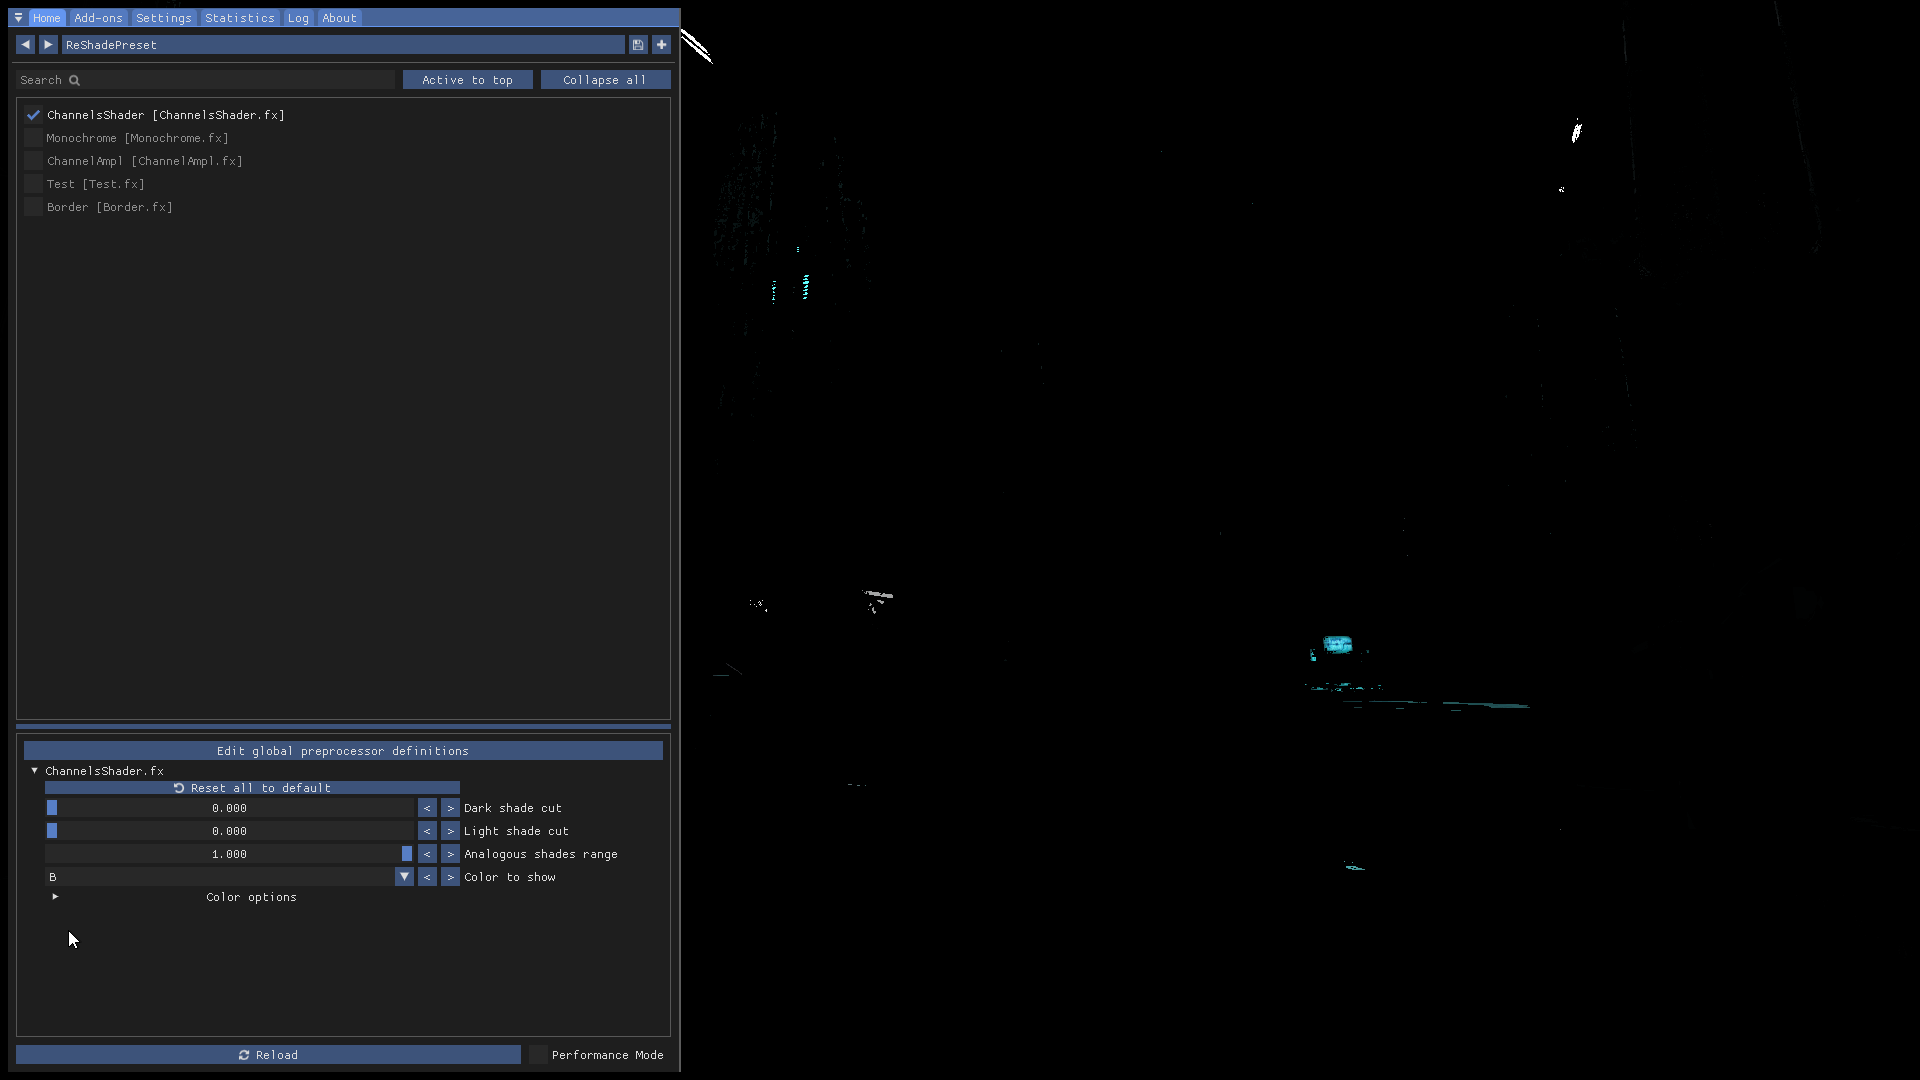 Home Add-ons Settings Statistics Log About
ReShadePreset
Search
Active to top
Collapse all
ChannelsShader [ChannelsShader.fx]
Monochrome [Monochrome.fx]
ChannelAmpl [ChannelAmpl.fx]
Test [Test.fx]
Border [Border.fx]
Edit global preprocessor definitions
ChannelsShader.fx
Reset all to default
0.000 < > Dark shade cut
0.000 < > Light shade cut
1.000 < > Analogous shades range
B < > Color to show
Color options
Reload
Performance Mode